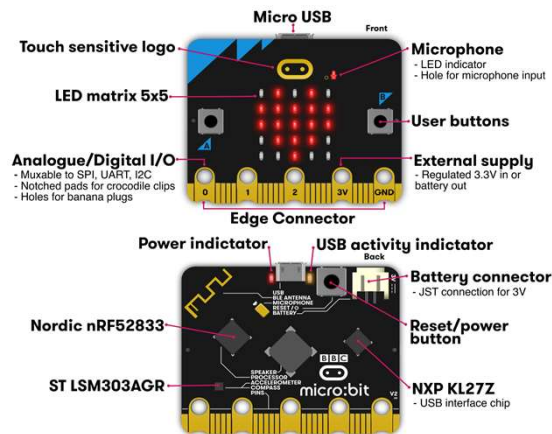 Micro USB
Front
Touch sensitive logo
Microphone
- LED indicator
- Hole for microphone input
LED matrix 5x5
B
A
User buttons
Analogue/Digital I/O
- Muxable to SPI, UART, I2C
- Notched pads for crocodile clips
- Holes for banana plugs
External supply
- Regulated 3.3V in or
battery out
0 1 2 3V GND
Edge Connector
Power indictator
USB activity indictator
Back
Battery connector
- JST connection for 3V
USB
BLE ANTENNA
MICROPHONE
RESET / ⏻
BATTERY
Reset/power
button
Nordic nRF52833
BBC
micro:bit
SPEAKER
PROCESSOR
ACCELEROMETER
COMPASS
PINS
ST LSM303AGR
NXP KL27Z
- USB interface chip
V2